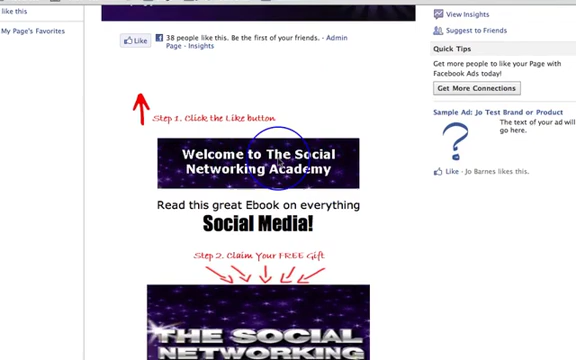 like this
My Page's Favorites
Like
38 people like this. Be the first of your friends. · Admin
Page · Insights
Step 1. Click the Like button
Welcome to The Social
Networking Academy
Read this great Ebook on everything
Social Media!
Step 2. Claim Your FREE Gift
THE SOCIAL
NETWORKING
View Insights
Suggest to Friends
Quick Tips
Get more people to like your Page with
Facebook Ads today!
Get More Connections
Sample Ad: Jo Test Brand or Product
The text of your ad will
go here.
Like · Jo Barnes likes this.